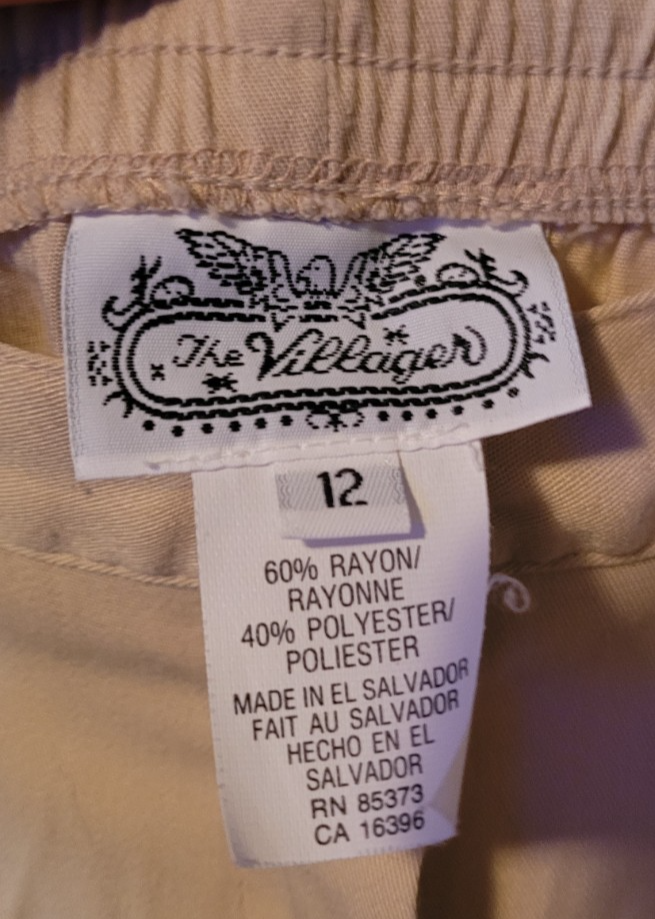 The Villager
12
60% RAYON/
RAYONNE
40% POLYESTER/
POLIESTER
MADE IN EL SALVADOR
FAIT AU SALVADOR
HECHO EN EL
SALVADOR
RN 85373
CA 16396